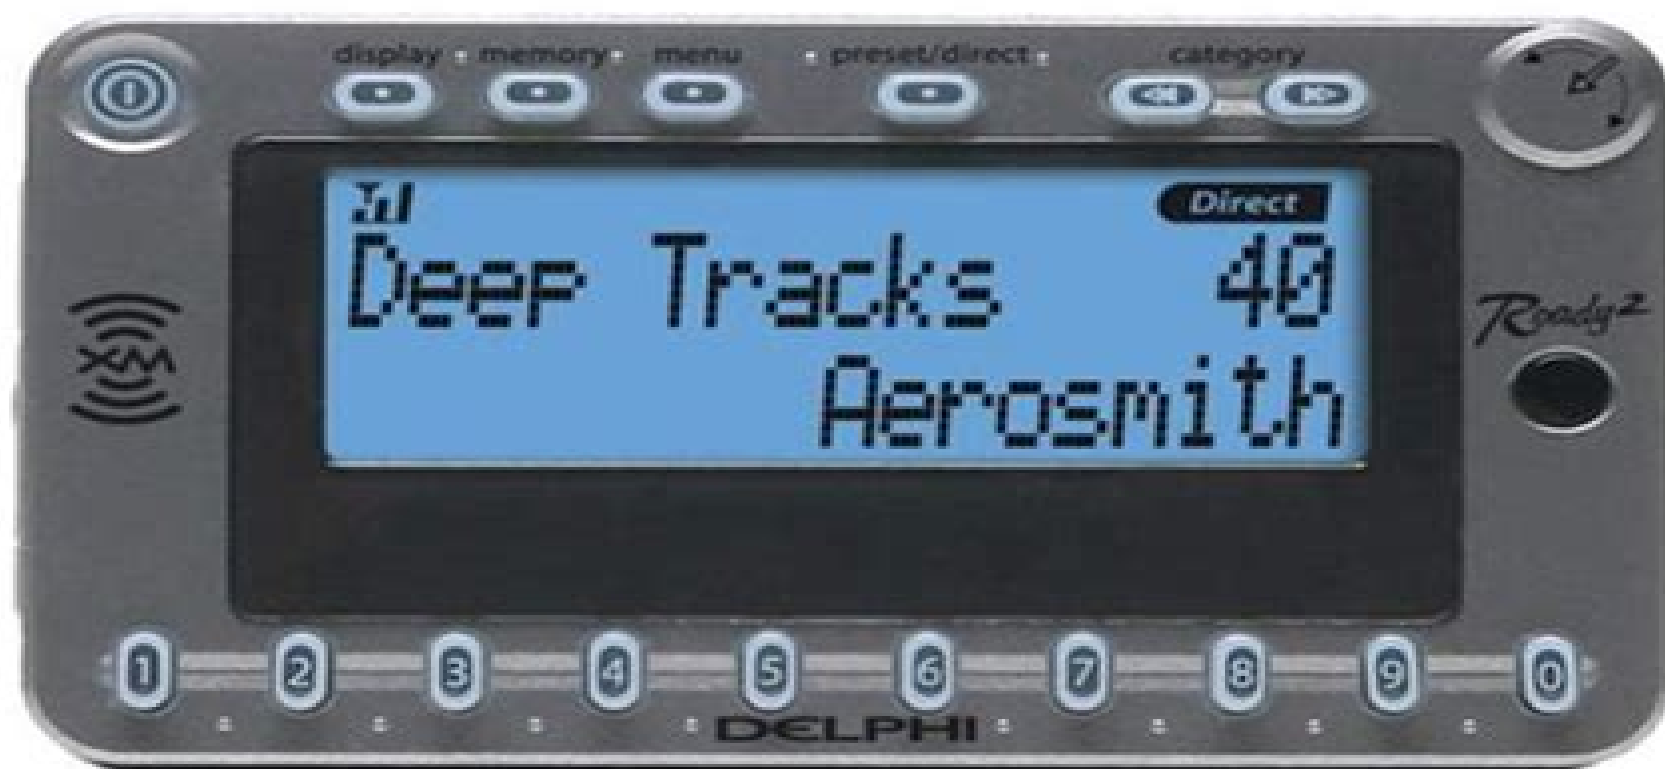 display memory menu preset/direct category
Direct
Deep Tracks 40
Aerosmith
XM
Roady2
1 2 3 4 5 6 7 8 9 0
DELPHI